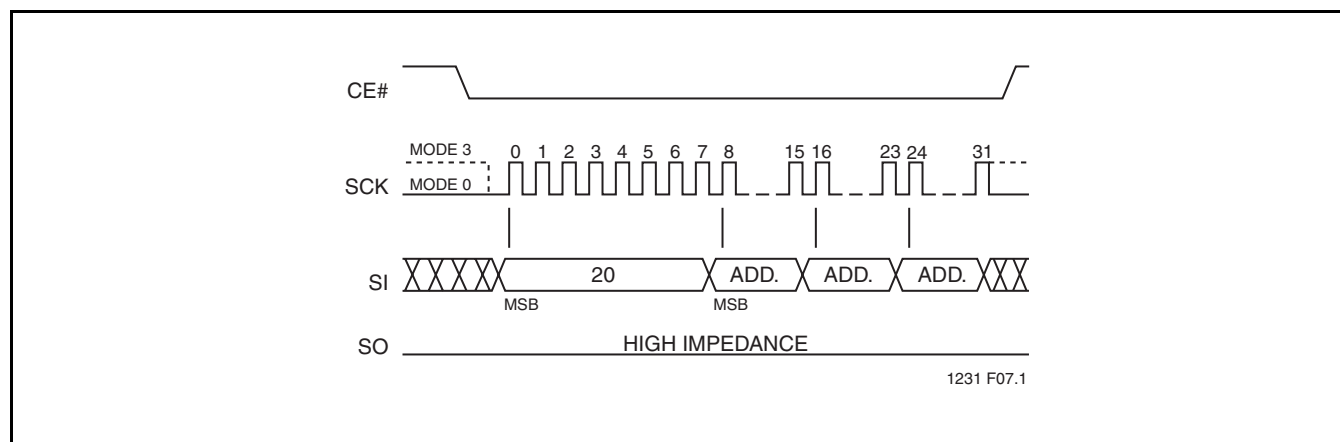 CE#
MODE 3
0 1 2 3 4 5 6 7 8 15 16 23 24 31
SCK
MODE 0
SI
20 ADD. ADD. ADD.
MSB MSB
SO
HIGH IMPEDANCE
1231 F07.1